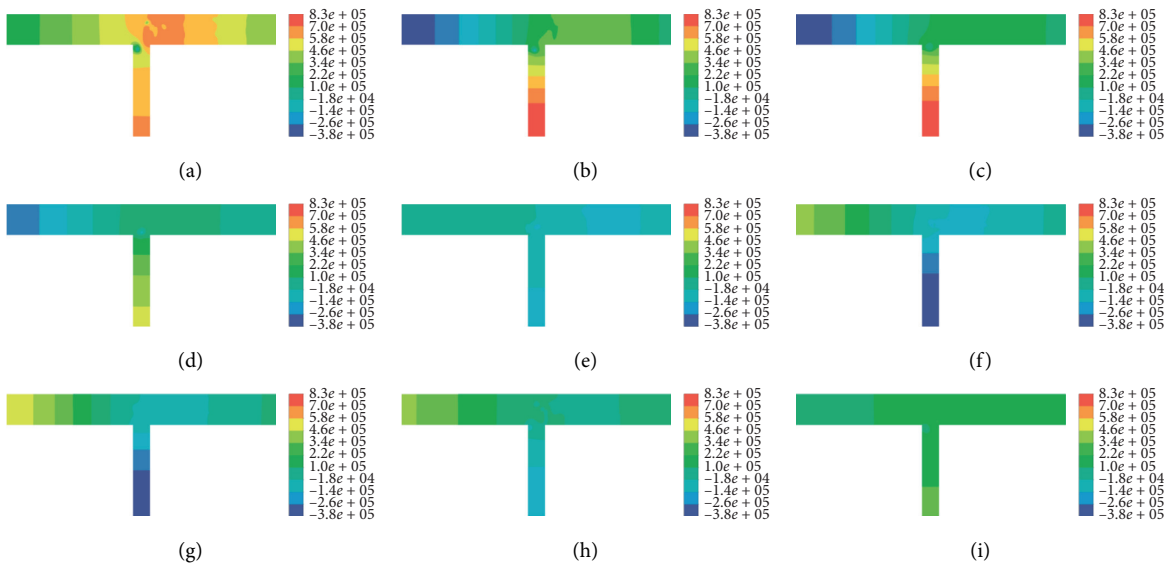 8.3e + 05
7.0e + 05
5.8e + 05
4.6e + 05
3.4e + 05
2.2e + 05
1.0e + 05
–1.8e + 04
–1.4e + 05
–2.6e + 05
–3.8e + 05
(a)
8.3e + 05
7.0e + 05
5.8e + 05
4.6e + 05
3.4e + 05
2.2e + 05
1.0e + 05
–1.8e + 04
–1.4e + 05
–2.6e + 05
–3.8e + 05
(b)
8.3e + 05
7.0e + 05
5.8e + 05
4.6e + 05
3.4e + 05
2.2e + 05
1.0e + 05
–1.8e + 04
–1.4e + 05
–2.6e + 05
–3.8e + 05
(c)
8.3e + 05
7.0e + 05
5.8e + 05
4.6e + 05
3.4e + 05
2.2e + 05
1.0e + 05
–1.8e + 04
–1.4e + 05
–2.6e + 05
–3.8e + 05
(d)
8.3e + 05
7.0e + 05
5.8e + 05
4.6e + 05
3.4e + 05
2.2e + 05
1.0e + 05
–1.8e + 04
–1.4e + 05
–2.6e + 05
–3.8e + 05
(e)
8.3e + 05
7.0e + 05
5.8e + 05
4.6e + 05
3.4e + 05
2.2e + 05
1.0e + 05
–1.8e + 04
–1.4e + 05
–2.6e + 05
–3.8e + 05
(f)
8.3e + 05
7.0e + 05
5.8e + 05
4.6e + 05
3.4e + 05
2.2e + 05
1.0e + 05
–1.8e + 04
–1.4e + 05
–2.6e + 05
–3.8e + 05
(g)
8.3e + 05
7.0e + 05
5.8e + 05
4.6e + 05
3.4e + 05
2.2e + 05
1.0e + 05
–1.8e + 04
–1.4e + 05
–2.6e + 05
–3.8e + 05
(h)
8.3e + 05
7.0e + 05
5.8e + 05
4.6e + 05
3.4e + 05
2.2e + 05
1.0e + 05
–1.8e + 04
–1.4e + 05
–2.6e + 05
–3.8e + 05
(i)